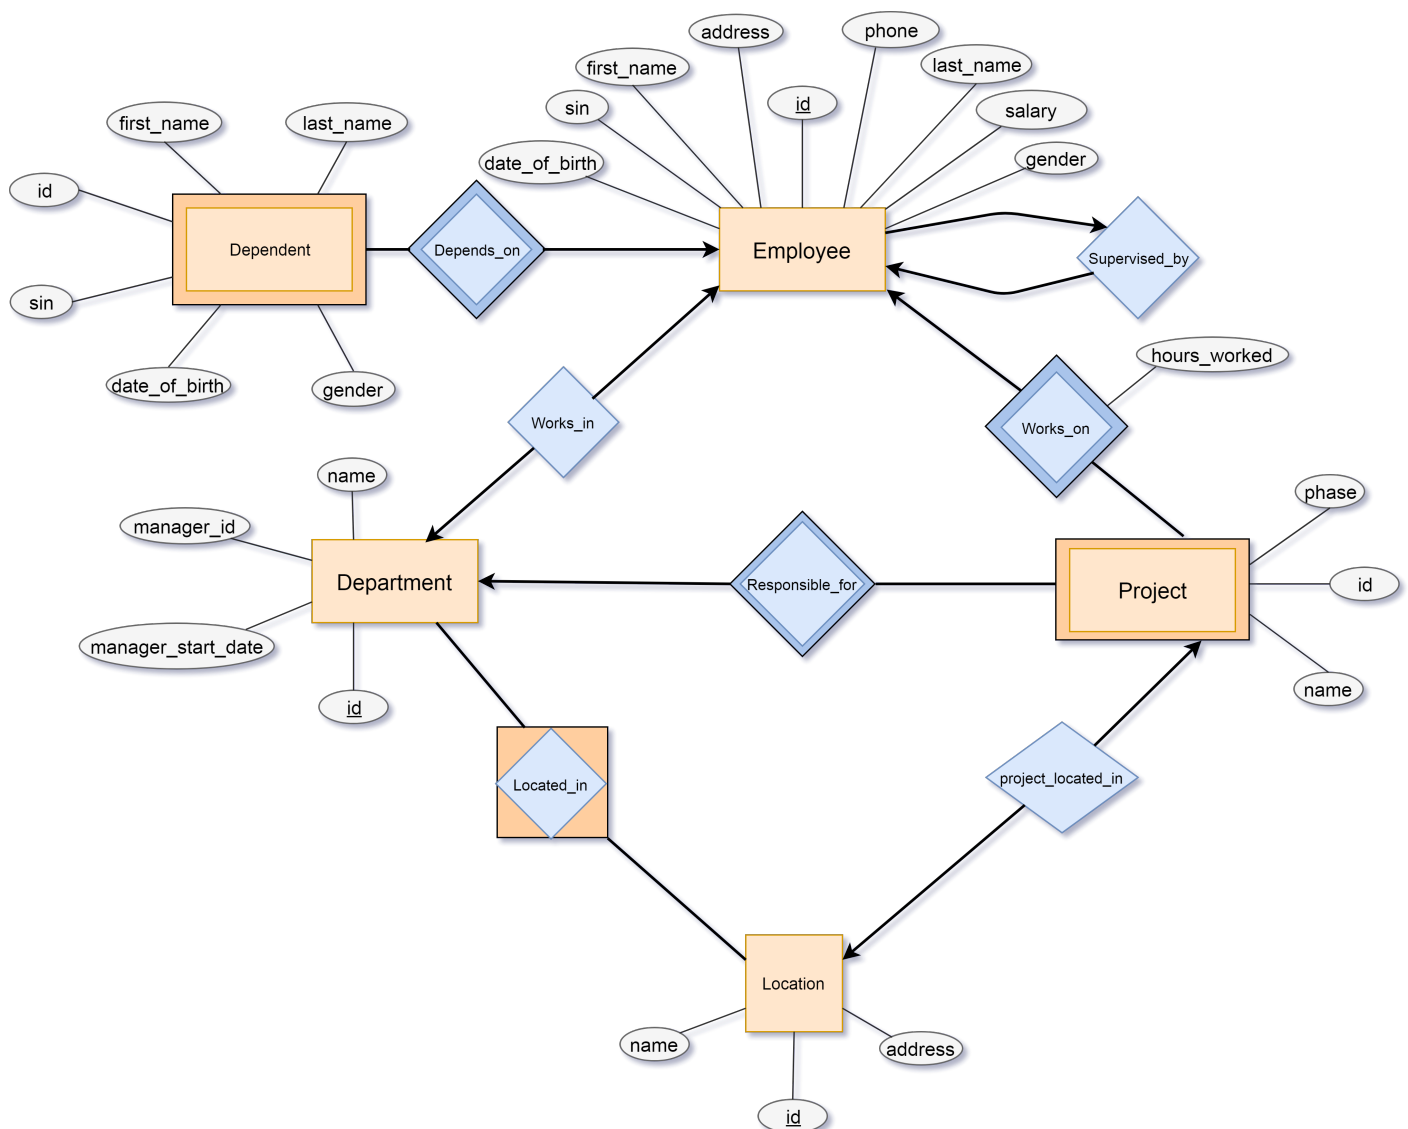 address
phone
first_name
last_name
sin
id
salary
first_name
last_name
date_of_birth
gender
id
Dependent
Depends_on
Employee
Supervised_by
sin
date_of_birth
gender
hours_worked
Works_in
Works_on
name
manager_id
phase
Department
Responsible_for
Project
id
manager_start_date
id
name
Located_in
project_located_in
Location
name
address
id